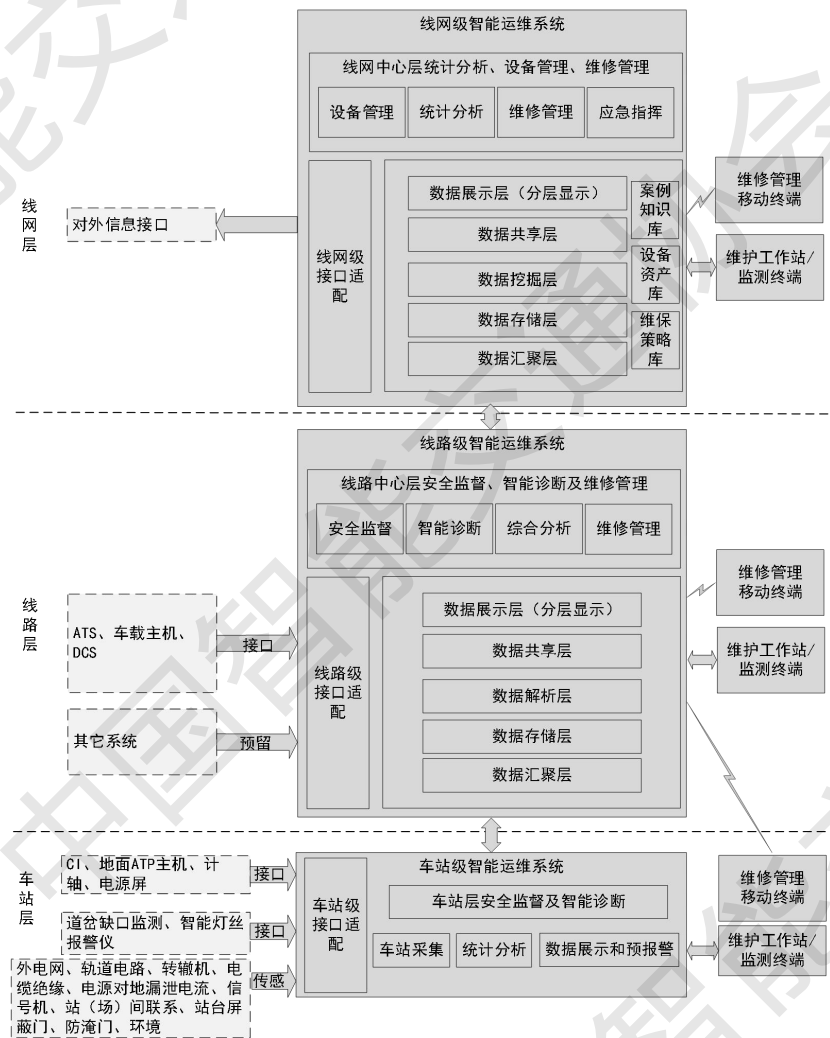 线网级智能运维系统
线网中心层统计分析、设备管理、维修管理
设备管理
统计分析
维修管理
应急指挥
线
网
层
对外信息接口
线网级
接口适
配
数据展示层（分层显示）
数据共享层
数据挖掘层
数据存储层
数据汇聚层
案例
知识
库
设备
资产
库
维保
策略
库
维修管理
移动终端
维护工作站/
监测终端
线路级智能运维系统
线路中心层安全监督、智能诊断及维修管理
安全监督
智能诊断
综合分析
维修管理
线
路
层
ATS、车载主机、
DCS
接口
其它系统
预留
线路级
接口适
配
数据展示层（分层显示）
数据共享层
数据解析层
数据存储层
数据汇聚层
维修管理
移动终端
维护工作站/
监测终端
车
站
层
CI、地面ATP主机、计
轴、电源屏
接口
道岔缺口监测、智能灯丝
报警仪
接口
外电网、轨道电路、转辙机、电
缆绝缘、电源对地漏泄电流、信
号机、站（场）间联系、站台屏
蔽门、防淹门、环境
传感
车站级智能运维系统
车站级
接口适
配
车站层安全监督及智能诊断
车站采集
统计分析
数据展示和预报警
维修管理
移动终端
维护工作站/
监测终端
中国智能交通协会